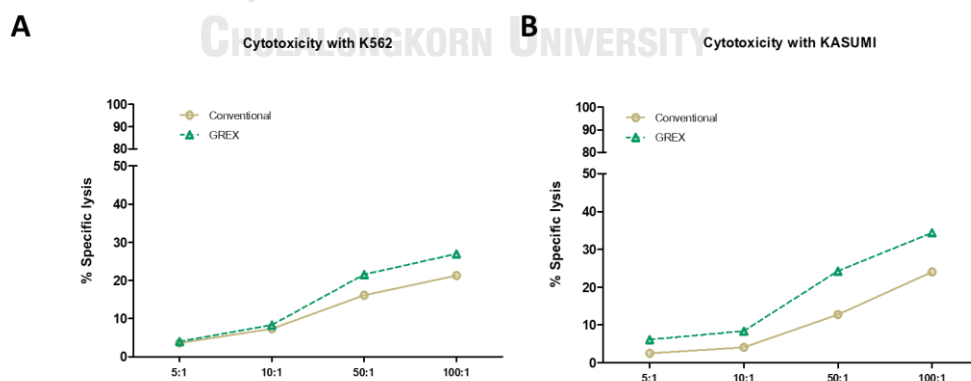 CHULALONGKORN UNIVERSITY
A
Cytotoxicity with K562
Conventional
GREX
% Specific lysis
100
90
80
50
40
30
20
10
0
5:1
10:1
50:1
100:1
B
Cytotoxicity with KASUMI
Conventional
GREX
% Specific lysis
100
90
80
50
40
30
20
10
0
5:1
10:1
50:1
100:1